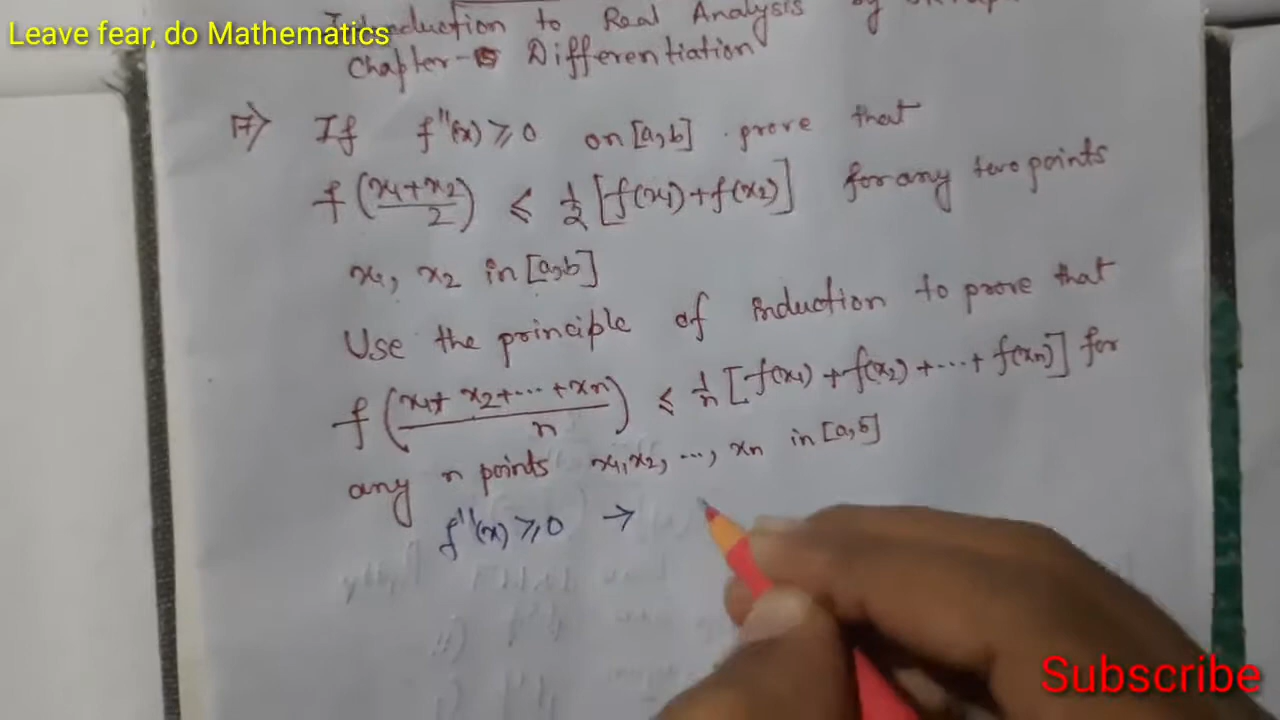 Leave fear, do Mathematics
to Real Analysis
Chapter- Differentiation
17) If f''(x) ≥ 0 on [a,b] . prove that
f((x₁+x₂)/2) ≤ 1/2 [f(x₁)+f(x₂)] for any two points
x₁, x₂ in [a,b]
Use the principle of induction to prove that
f((x₁+ x₂+...+xₙ)/n) ≤ 1/n [f(x₁)+f(x₂)+...+f(xₙ)] for
any n points x₁,x₂, ..., xₙ in [a,b]
f''(x) ≥ 0 →
Subscribe